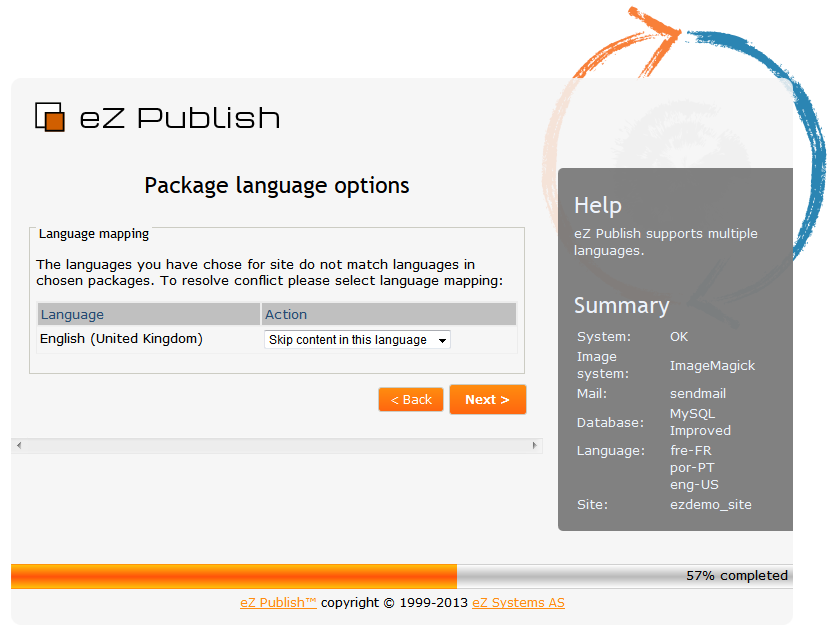 eZ Publish
Package language options
Language mapping
The languages you have chose for site do not match languages in
chosen packages. To resolve conflict please select language mapping:
Language Action
English (United Kingdom) Skip content in this language
< Back Next >
Help
eZ Publish supports multiple
languages.
Summary
System: OK
Image
system: ImageMagick
Mail: sendmail
Database: MySQL
Improved
Language: fre-FR
por-PT
eng-US
Site: ezdemo_site
57% completed
eZ Publish™ copyright © 1999-2013 eZ Systems AS